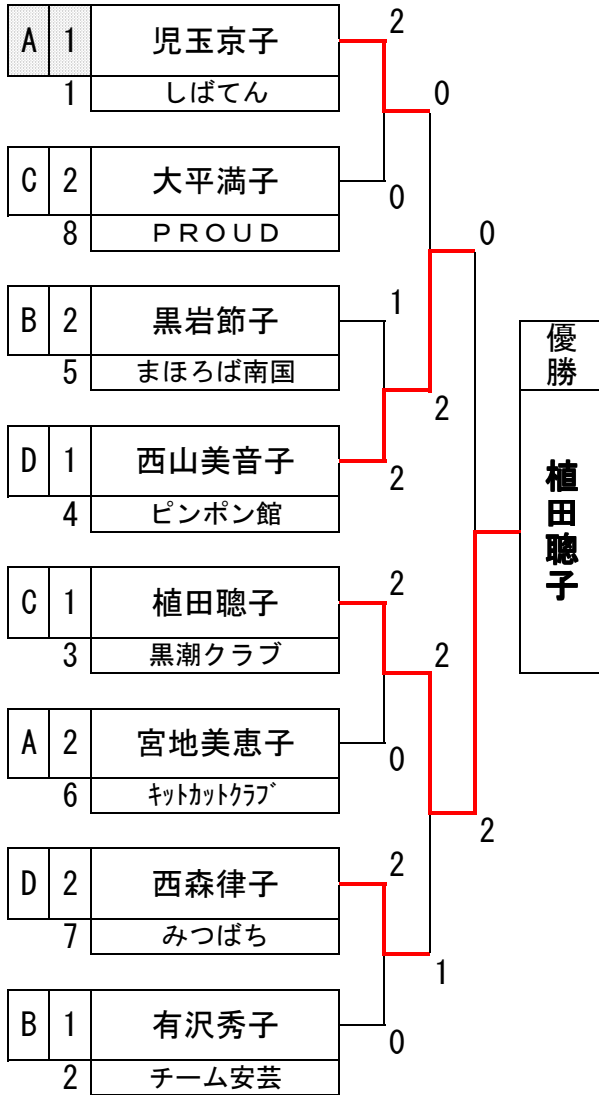 A 1 児玉京子 2
1 しばてん 0
C 2 大平満子 0
8 ＰＲＯＵＤ 0
B 2 黒岩節子 1
5 まほろば南国 2
D 1 西山美音子 2
4 ピンポン館
C 1 植田聰子 2
3 黒潮クラブ 2
A 2 宮地美恵子 0
6 ｷｯﾄｶｯﾄｸﾗﾌﾞ 2
D 2 西森律子 2
7 みつばち 1
B 1 有沢秀子 0
2 チーム安芸
優勝
植田聰子